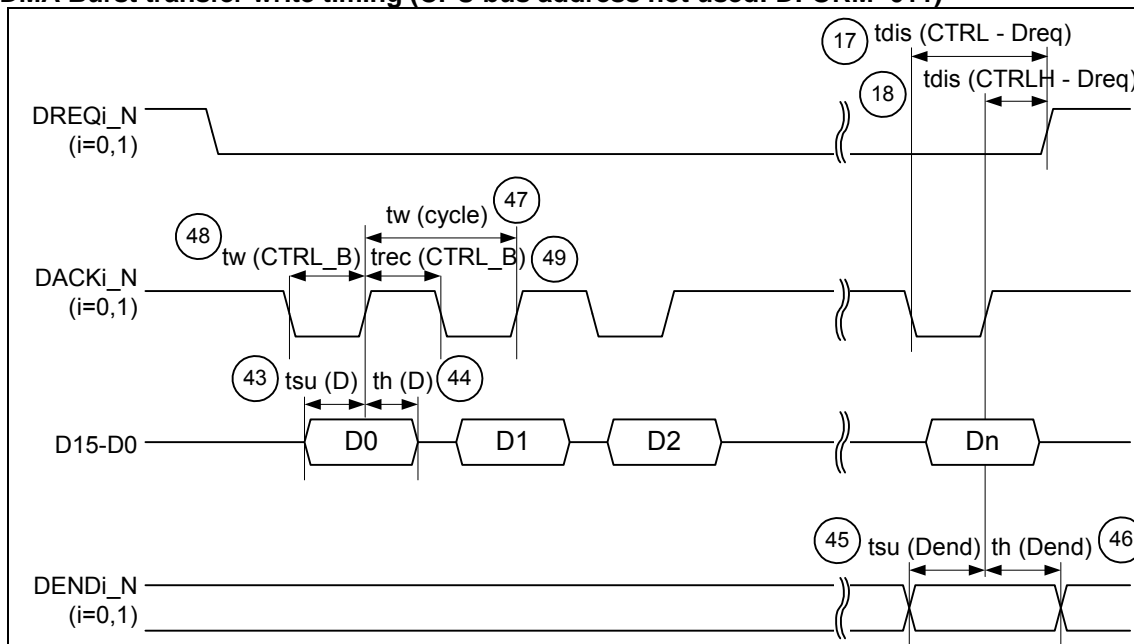 DMA Burst transfer write timing (CPU bus address not used: DFORM=011)
17 tdis (CTRL - Dreq)
18 tdis (CTRLH - Dreq)
DREQi_N
(i=0,1)
47
tw (cycle)
48
tw (CTRL_B) trec (CTRL_B) 49
DACKi_N
(i=0,1)
43 tsu (D) th (D) 44
D15-D0 D0 D1 D2 Dn
45 tsu (Dend) th (Dend) 46
DENDi_N
(i=0,1)